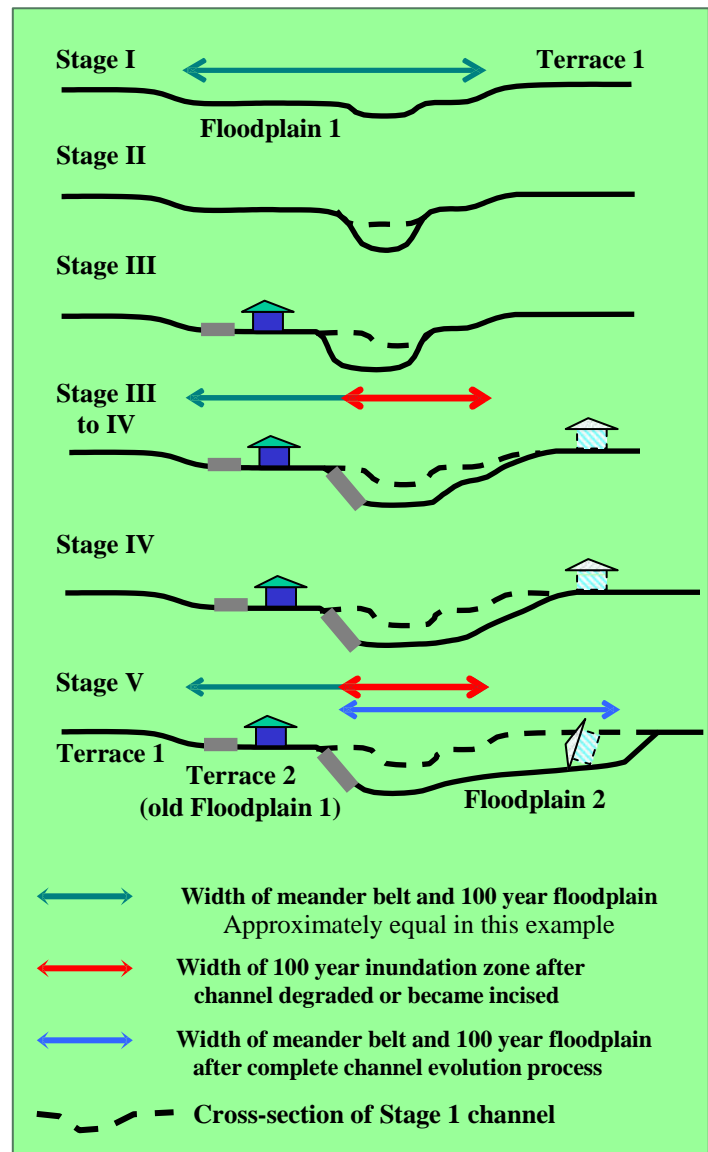 Stage I
Terrace 1
Floodplain 1
Stage II
Stage III
Stage III
to IV
Stage IV
Stage V
Terrace 1
Terrace 2
(old Floodplain 1)
Floodplain 2
Width of meander belt and 100 year floodplain
Approximately equal in this example
Width of 100 year inundation zone after
channel degraded or became incised
Width of meander belt and 100 year floodplain
after complete channel evolution process
Cross-section of Stage 1 channel